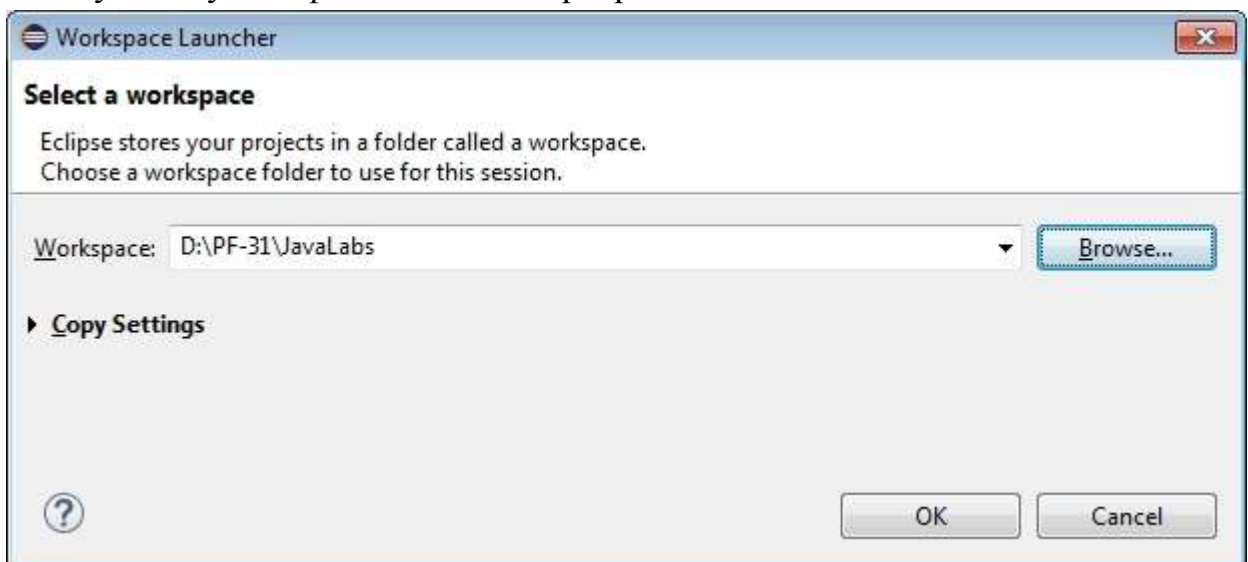 Workspace Launcher
Select a workspace
Eclipse stores your projects in a folder called a workspace.
Choose a workspace folder to use for this session.
Workspace: D:\PF-31\JavaLabs Browse...
Copy Settings
OK Cancel